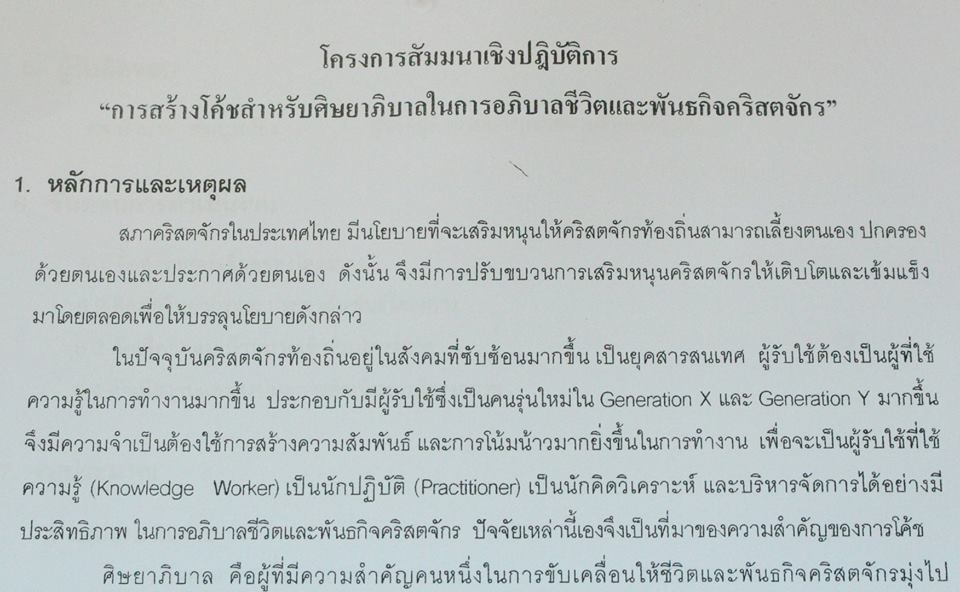 โครงการสัมมนาเชิงปฎิบัติการ
“การสร้างโค้ชสำหรับศิษยาภิบาลในการอภิบาลชีวิตและพันธกิจคริสตจักร”
1. หลักการและเหตุผล
สภาคริสตจักรในประเทศไทย มีนโยบายที่จะเสริมหนุนให้คริสตจักรท้องถิ่นสามารถเลี้ยงตนเอง ปกครอง
ด้วยตนเองและประกาศด้วยตนเอง ดังนั้น จึงมีการปรับขบวนการเสริมหนุนคริสตจักรให้เติบโตและเข้มแข็ง
มาโดยตลอดเพื่อให้บรรลุนโยบายดังกล่าว
ในปัจจุบันคริสตจักรท้องถิ่นอยู่ในสังคมที่ซับซ้อนมากขึ้น เป็นยุคสารสนเทศ ผู้รับใช้ต้องเป็นผู้ที่ใช้
ความรู้ในการทำงานมากขึ้น ประกอบกับมีผู้รับใช้ซึ่งเป็นคนรุ่นใหม่ใน Generation X และ Generation Y มากขึ้น
จึงมีความจำเป็นต้องใช้การสร้างความสัมพันธ์ และการโน้มน้าวมากยิ่งขึ้นในการทำงาน เพื่อจะเป็นผู้รับใช้ที่ใช้
ความรู้ (Knowledge Worker) เป็นนักปฏิบัติ (Practitioner) เป็นนักคิดวิเคราะห์ และบริหารจัดการได้อย่างมี
ประสิทธิภาพ ในการอภิบาลชีวิตและพันธกิจคริสตจักร ปัจจัยเหล่านี้เองจึงเป็นที่มาของความสำคัญของการโค้ช
ศิษยาภิบาล คือผู้ที่มีความสำคัญคนหนึ่งในการขับเคลื่อนให้ชีวิตและพันธกิจคริสตจักรมุ่งไป